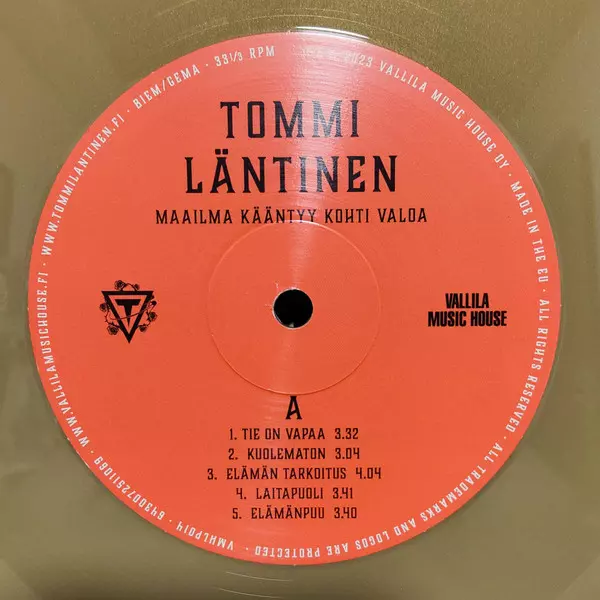 TOMMI
LÄNTINEN
MAAILMA KÄÄNTYY KOHTI VALOA
T
VALLILA
MUSIC HOUSE
A
1. TIE ON VAPAA 3.32
2. KUOLEMATON 3.04
3. ELÄMÄN TARKOITUS 4.04
4. LAITAPUOLI 3.41
5. ELÄMÄNPUU 3.40
VMHLP014 · 6430072511069 · WWW.VALLILAMUSICHOUSE.FI · WWW.TOMMILANTINEN.FI · BIEM/GEMA · 33 1/3 RPM
2023 VALLILA MUSIC HOUSE OY · MADE IN THE EU · ALL RIGHTS RESERVED · ALL TRADEMARKS AND LOGOS ARE PROTECTED ·